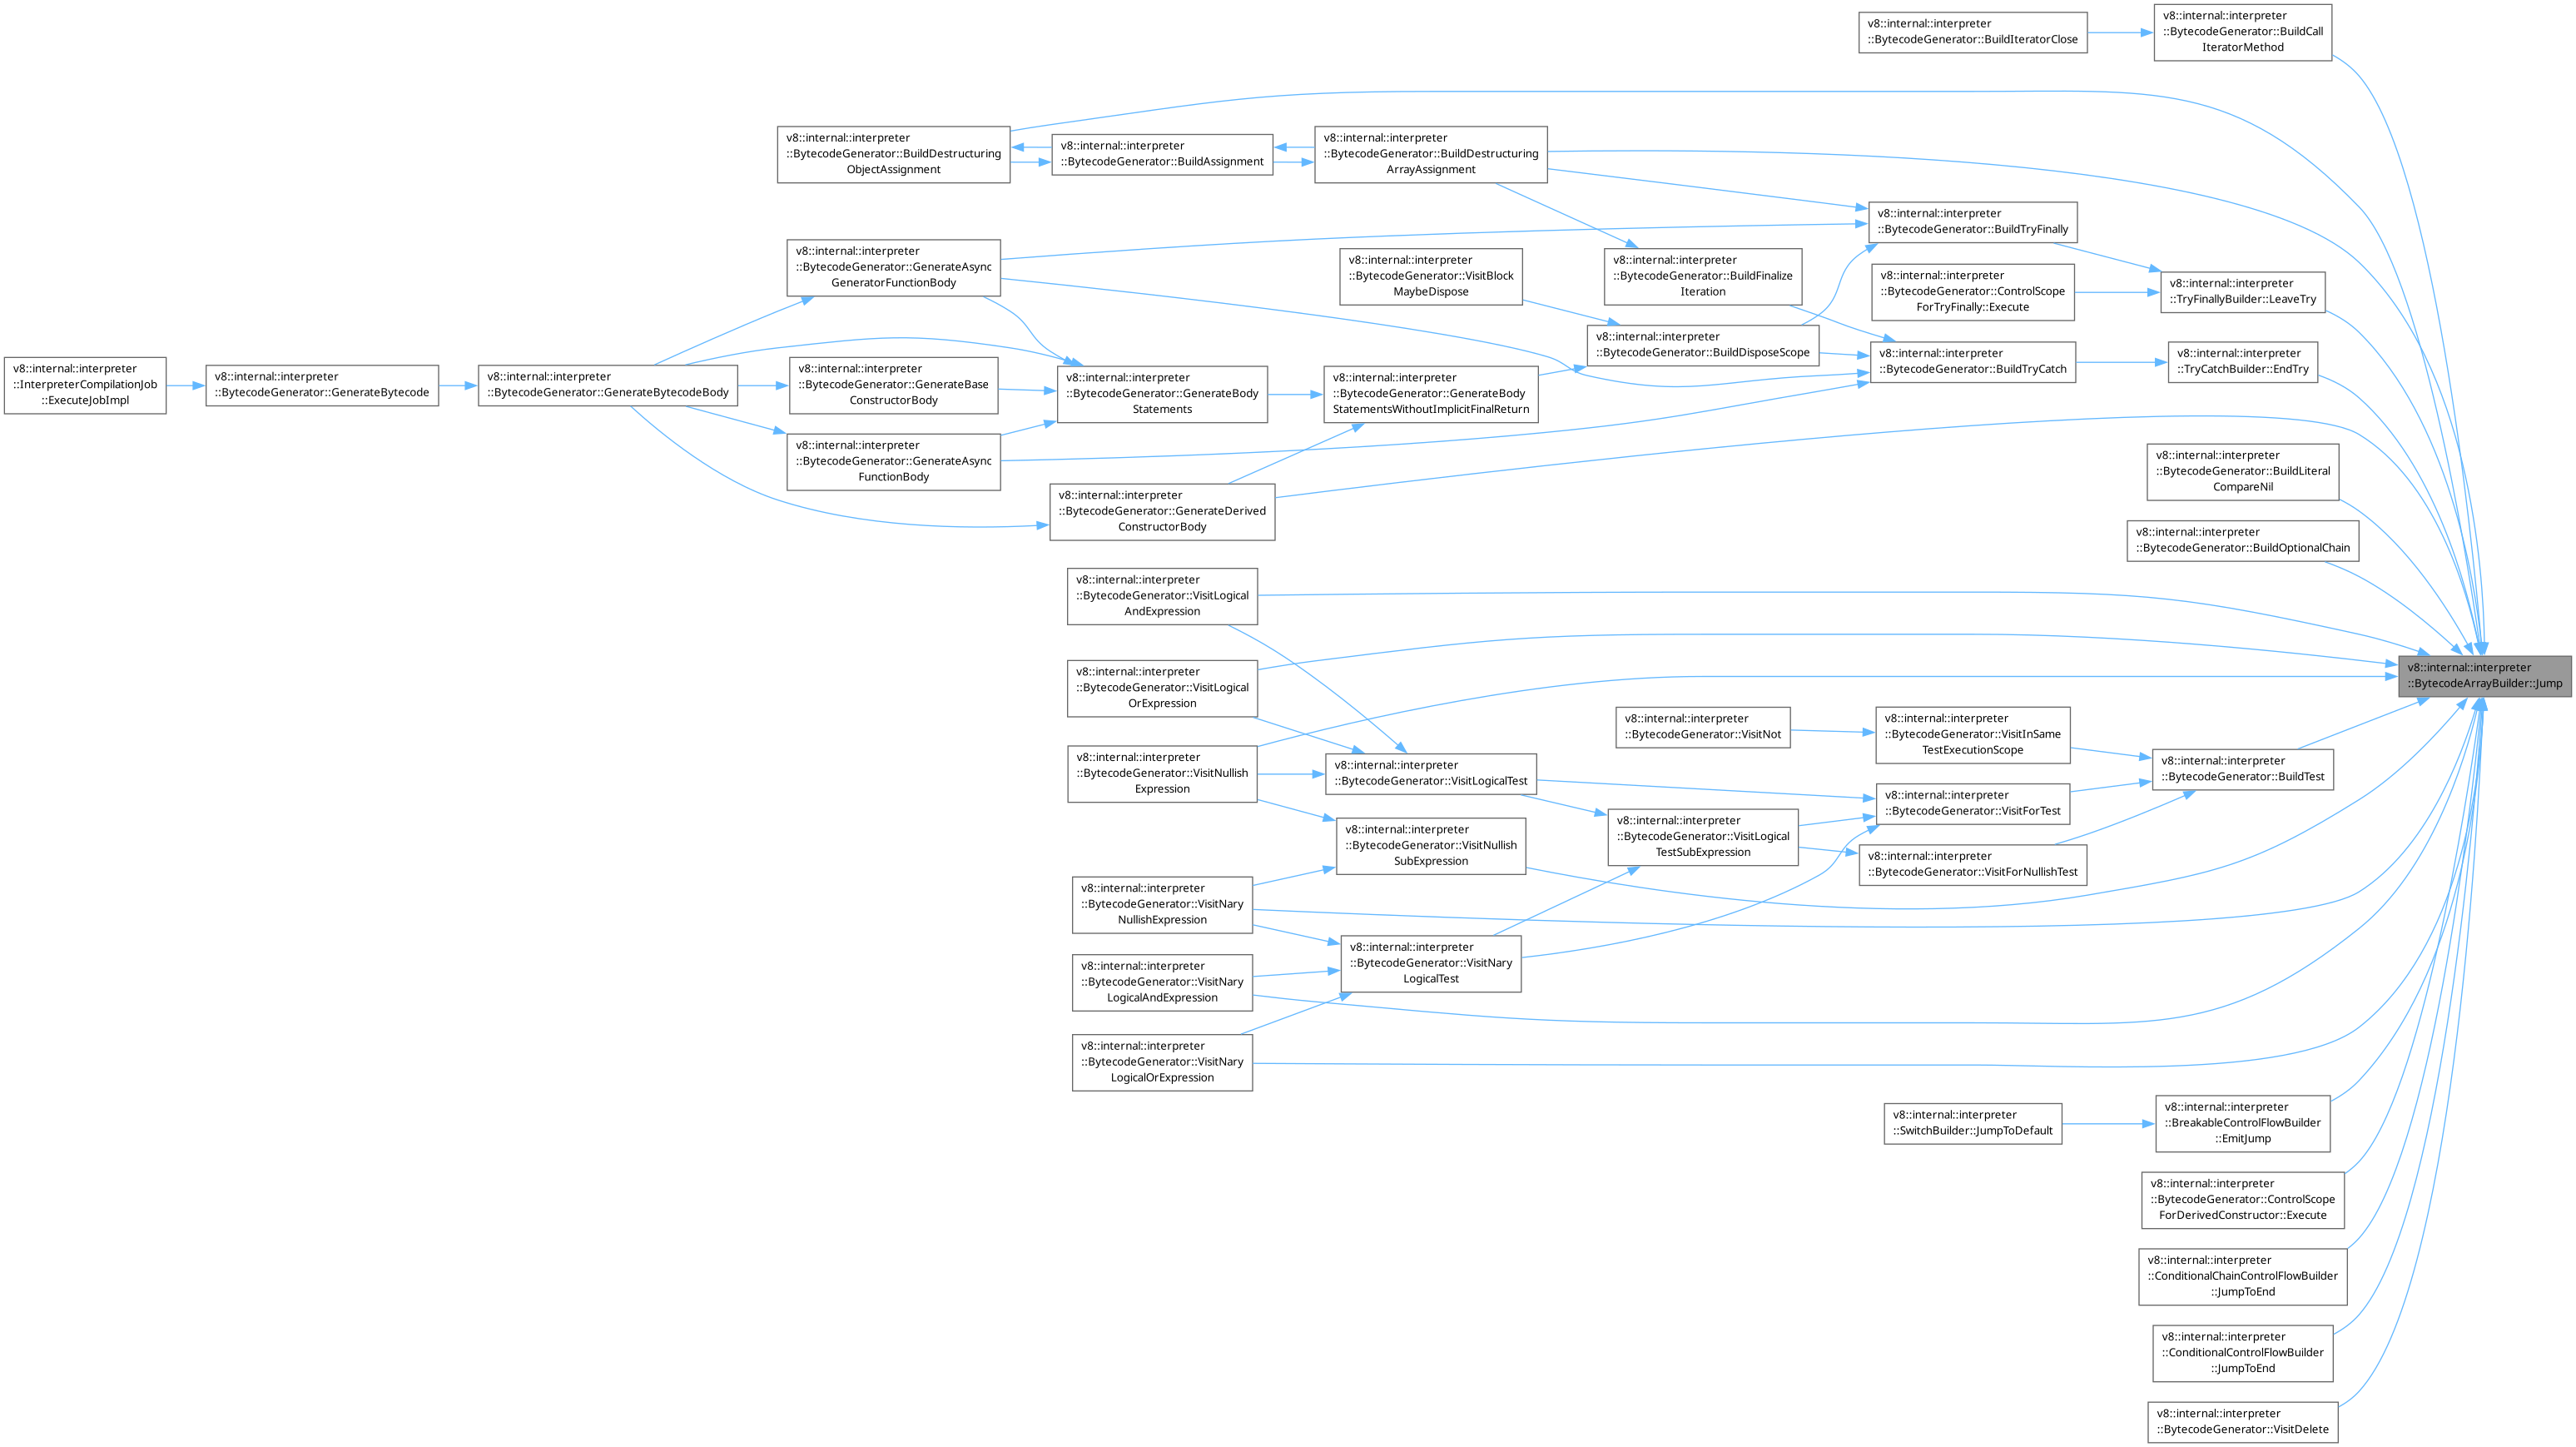 v8::internal::interpreter
::BytecodeGenerator::BuildIteratorClose
v8::internal::interpreter
::BytecodeGenerator::BuildCall
IteratorMethod
v8::internal::interpreter
::BytecodeGenerator::BuildDestructuring
ObjectAssignment
v8::internal::interpreter
::BytecodeGenerator::BuildAssignment
v8::internal::interpreter
::BytecodeGenerator::BuildDestructuring
ArrayAssignment
v8::internal::interpreter
::BytecodeGenerator::BuildTryFinally
v8::internal::interpreter
::BytecodeGenerator::GenerateAsync
GeneratorFunctionBody
v8::internal::interpreter
::BytecodeGenerator::VisitBlock
MaybeDispose
v8::internal::interpreter
::BytecodeGenerator::BuildFinalize
Iteration
v8::internal::interpreter
::BytecodeGenerator::ControlScope
ForTryFinally::Execute
v8::internal::interpreter
::TryFinallyBuilder::LeaveTry
v8::internal::interpreter
::BytecodeGenerator::BuildDisposeScope
v8::internal::interpreter
::InterpreterCompilationJob
::ExecuteJobImpl
v8::internal::interpreter
::BytecodeGenerator::GenerateBytecode
v8::internal::interpreter
::BytecodeGenerator::GenerateBytecodeBody
v8::internal::interpreter
::BytecodeGenerator::GenerateBase
ConstructorBody
v8::internal::interpreter
::BytecodeGenerator::GenerateBody
Statements
v8::internal::interpreter
::BytecodeGenerator::GenerateBody
StatementsWithoutImplicitFinalReturn
v8::internal::interpreter
::BytecodeGenerator::BuildTryCatch
v8::internal::interpreter
::TryCatchBuilder::EndTry
v8::internal::interpreter
::BytecodeGenerator::GenerateAsync
FunctionBody
v8::internal::interpreter
::BytecodeGenerator::GenerateDerived
ConstructorBody
v8::internal::interpreter
::BytecodeGenerator::BuildLiteral
CompareNil
v8::internal::interpreter
::BytecodeGenerator::BuildOptionalChain
v8::internal::interpreter
::BytecodeGenerator::VisitLogical
AndExpression
v8::internal::interpreter
::BytecodeGenerator::VisitLogical
OrExpression
v8::internal::interpreter
::BytecodeArrayBuilder::Jump
v8::internal::interpreter
::BytecodeGenerator::VisitNot
v8::internal::interpreter
::BytecodeGenerator::VisitInSame
TestExecutionScope
v8::internal::interpreter
::BytecodeGenerator::VisitNullish
Expression
v8::internal::interpreter
::BytecodeGenerator::VisitLogicalTest
v8::internal::interpreter
::BytecodeGenerator::BuildTest
v8::internal::interpreter
::BytecodeGenerator::VisitForTest
v8::internal::interpreter
::BytecodeGenerator::VisitNullish
SubExpression
v8::internal::interpreter
::BytecodeGenerator::VisitLogical
TestSubExpression
v8::internal::interpreter
::BytecodeGenerator::VisitForNullishTest
v8::internal::interpreter
::BytecodeGenerator::VisitNary
NullishExpression
v8::internal::interpreter
::BytecodeGenerator::VisitNary
LogicalTest
v8::internal::interpreter
::BytecodeGenerator::VisitNary
LogicalAndExpression
v8::internal::interpreter
::BytecodeGenerator::VisitNary
LogicalOrExpression
v8::internal::interpreter
::SwitchBuilder::JumpToDefault
v8::internal::interpreter
::BreakableControlFlowBuilder
::EmitJump
v8::internal::interpreter
::BytecodeGenerator::ControlScope
ForDerivedConstructor::Execute
v8::internal::interpreter
::ConditionalChainControlFlowBuilder
::JumpToEnd
v8::internal::interpreter
::ConditionalControlFlowBuilder
::JumpToEnd
v8::internal::interpreter
::BytecodeGenerator::VisitDelete